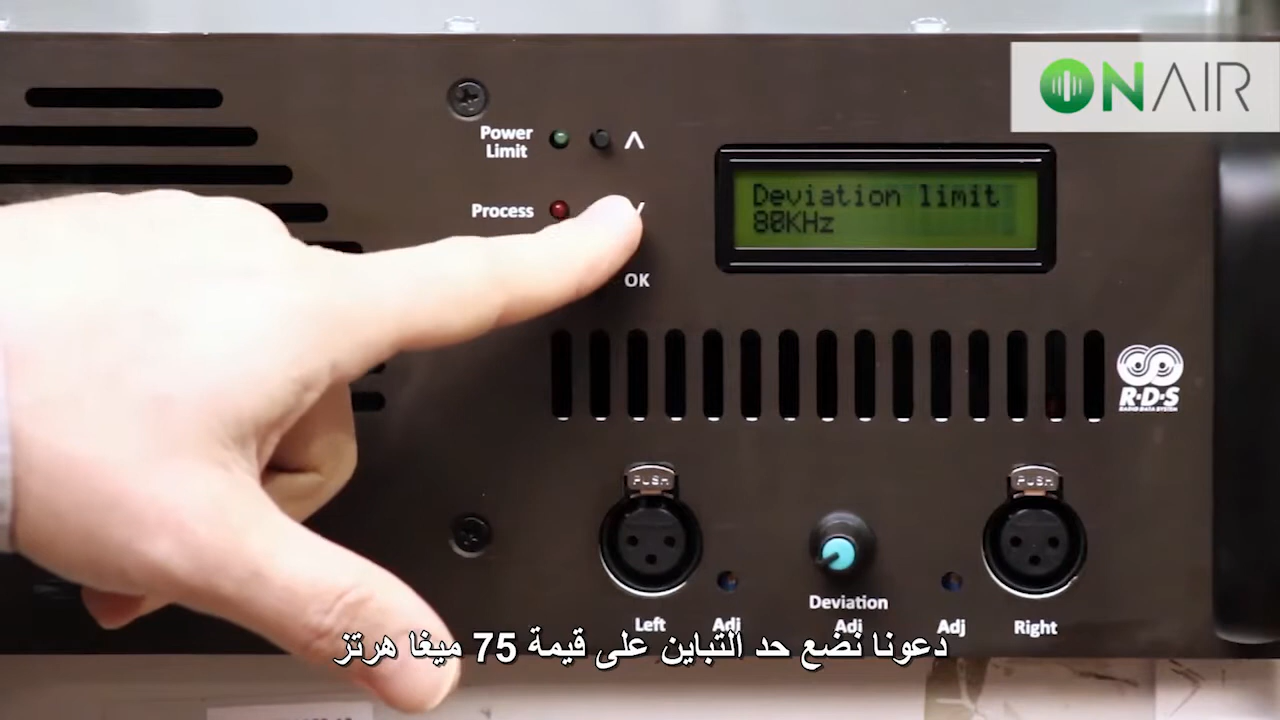 ONAIR
Power
Limit
Process
OK
Deviation limit
80KHz
R·D·S
RADIO DATA SYSTEM
PUSH
PUSH
Left
Adj
Deviation
Adj
Adj
Right
دعونا نضع حد التباين على قيمة 75 ميغا هرتز